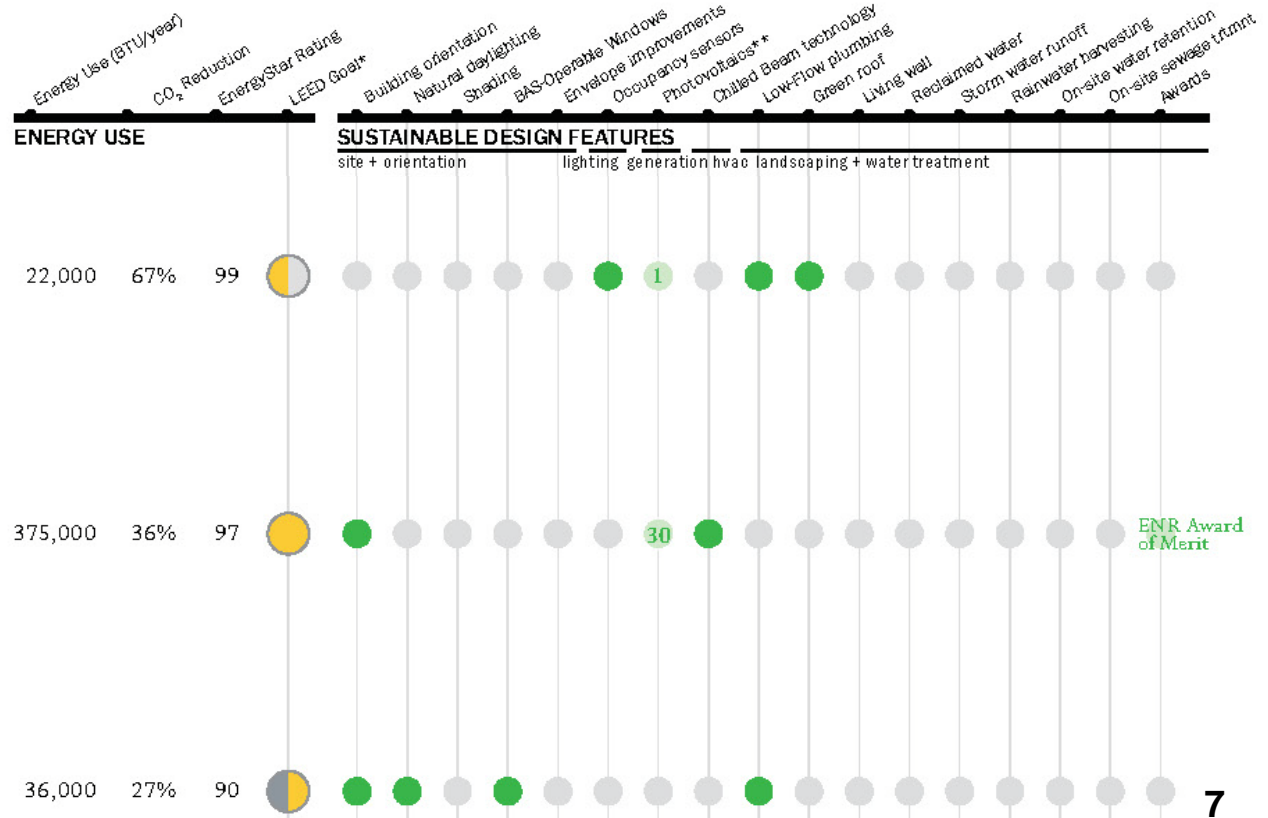 Energy Use (BTU/year)
CO₂ Reduction
EnergyStar Rating
LEED Goal*
Building orientation
Natural daylighting
Shading
BAS-Operable Windows
Envelope improvements
Occupancy sensors
Photovoltaics**
Chilled Beam technology
Low-Flow plumbing
Green roof
Living wall
Reclaimed water
Storm water runoff
Rainwater harvesting
On-site water retention
On-site sewage trtmnt
Awards
ENERGY USE SUSTAINABLE DESIGN FEATURES
site + orientation lighting generation hvac landscaping + water treatment
22,000 67% 99 1
375,000 36% 97 30 ENR Award
of Merit
36,000 27% 90
7